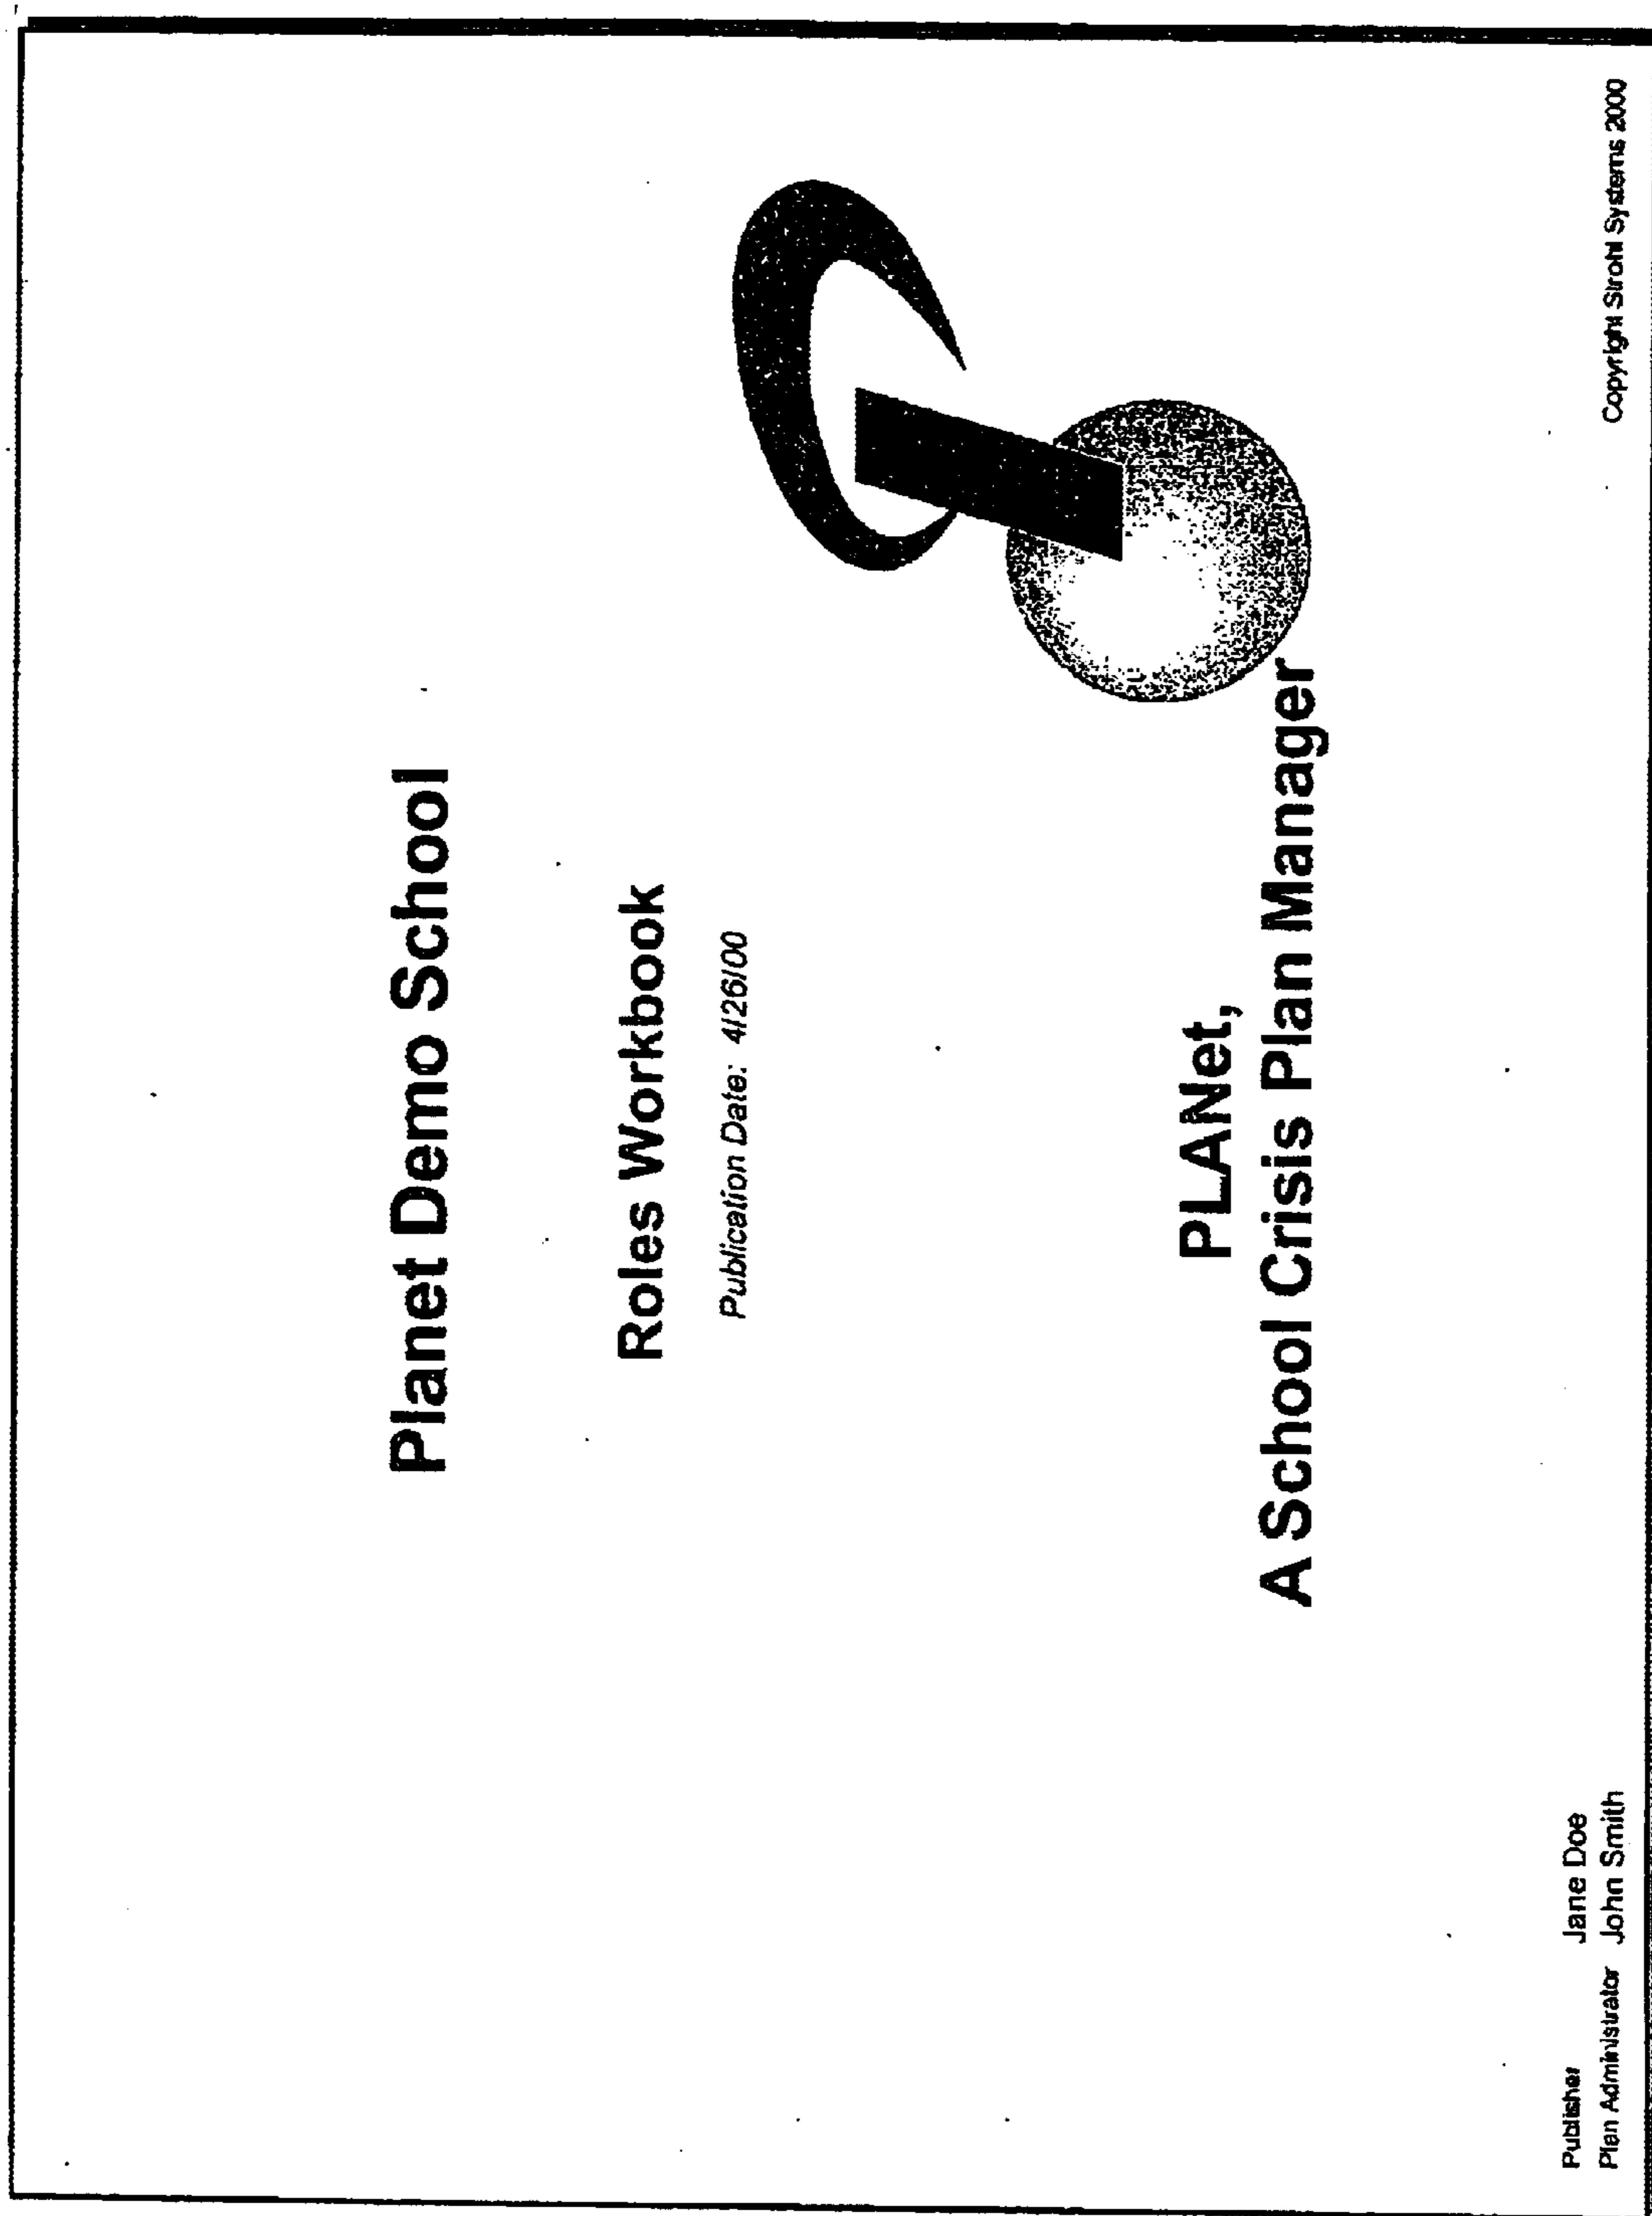 Planet Demo School
Roles Workbook
Publication Date: 4/26/00
PLANet,
A School Crisis Plan Manager
Publisher Jane Doe
Plan Administrator John Smith
Copyright Strohl Systems 2000